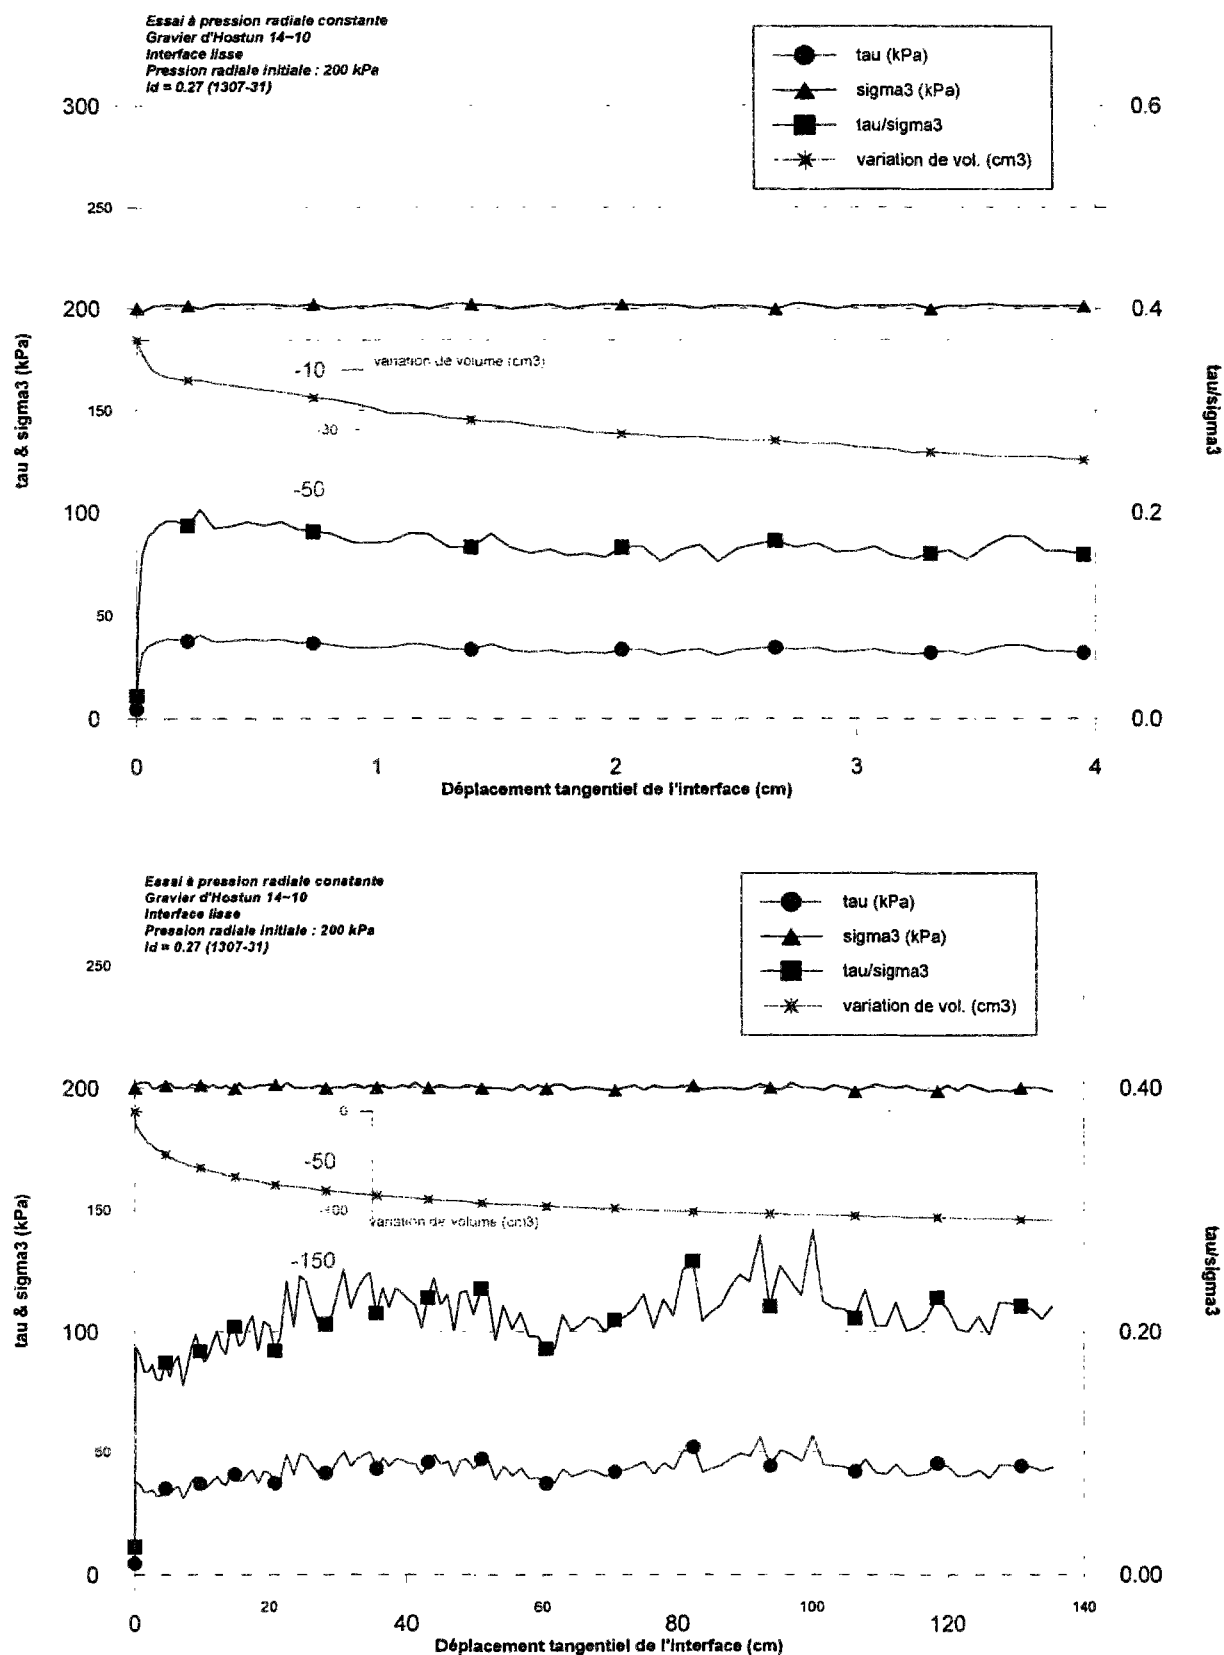 Essai à pression radiale constante
Gravier d'Hostun 14~10
Interface lisse
Pression radiale initiale : 200 kPa
Id = 0.27 (1307-31)
tau (kPa)
sigma3 (kPa)
tau/sigma3
variation de vol. (cm3)
300
0.6
250
200
0.4
-10
variation de volume (cm3)
150
-30
-50
100
0.2
50
0
0.0
tau & sigma3 (kPa)
tau/sigma3
0 1 2 3 4
Déplacement tangentiel de l'interface (cm)
Essai à pression radiale constante
Gravier d'Hostun 14~10
Interface lisse
Pression radiale initiale : 200 kPa
Id = 0.27 (1307-31)
tau (kPa)
sigma3 (kPa)
tau/sigma3
variation de vol. (cm3)
250
200
0.40
0
-50
150
-100
variation de volume (cm3)
-150
100
0.20
50
0
0.00
tau & sigma3 (kPa)
tau/sigma3
0 20 40 60 80 100 120 140
Déplacement tangentiel de l'interface (cm)